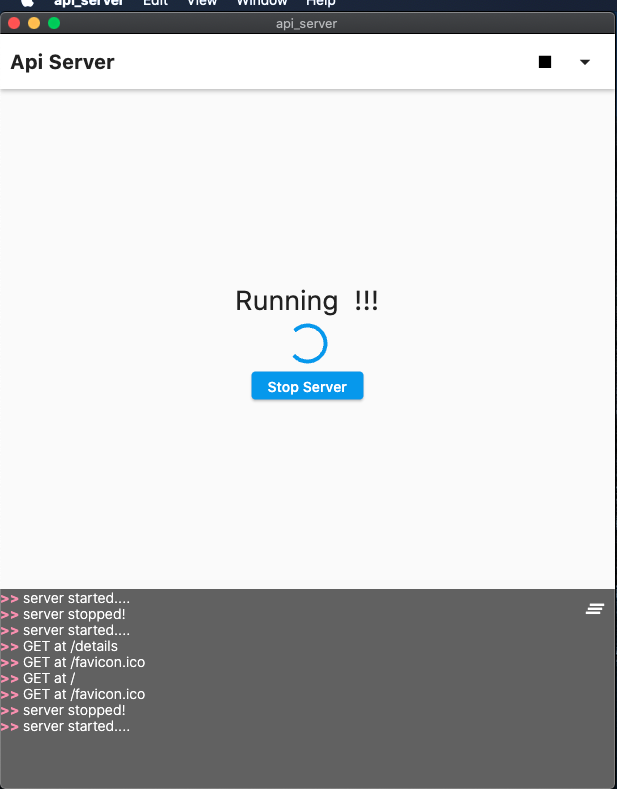 api_server Edit View Window Help
api_server
Api Server
Running !!!
Stop Server
>> server started....
>> server stopped!
>> server started....
>> GET at /details
>> GET at /favicon.ico
>> GET at /
>> GET at /favicon.ico
>> server stopped!
>> server started....